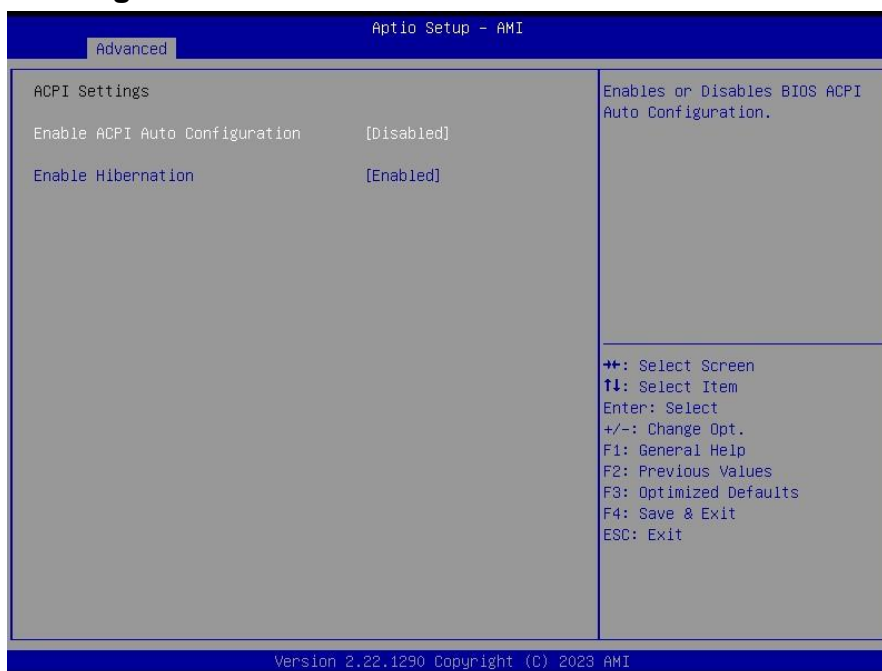 Aptio Setup - AMI
Advanced
ACPI Settings
Enable ACPI Auto Configuration [Disabled]
Enable Hibernation [Enabled]
Enables or Disables BIOS ACPI
Auto Configuration.
→←: Select Screen
↑↓: Select Item
Enter: Select
+/-: Change Opt.
F1: General Help
F2: Previous Values
F3: Optimized Defaults
F4: Save & Exit
ESC: Exit
Version 2.22.1290 Copyright (C) 2023 AMI